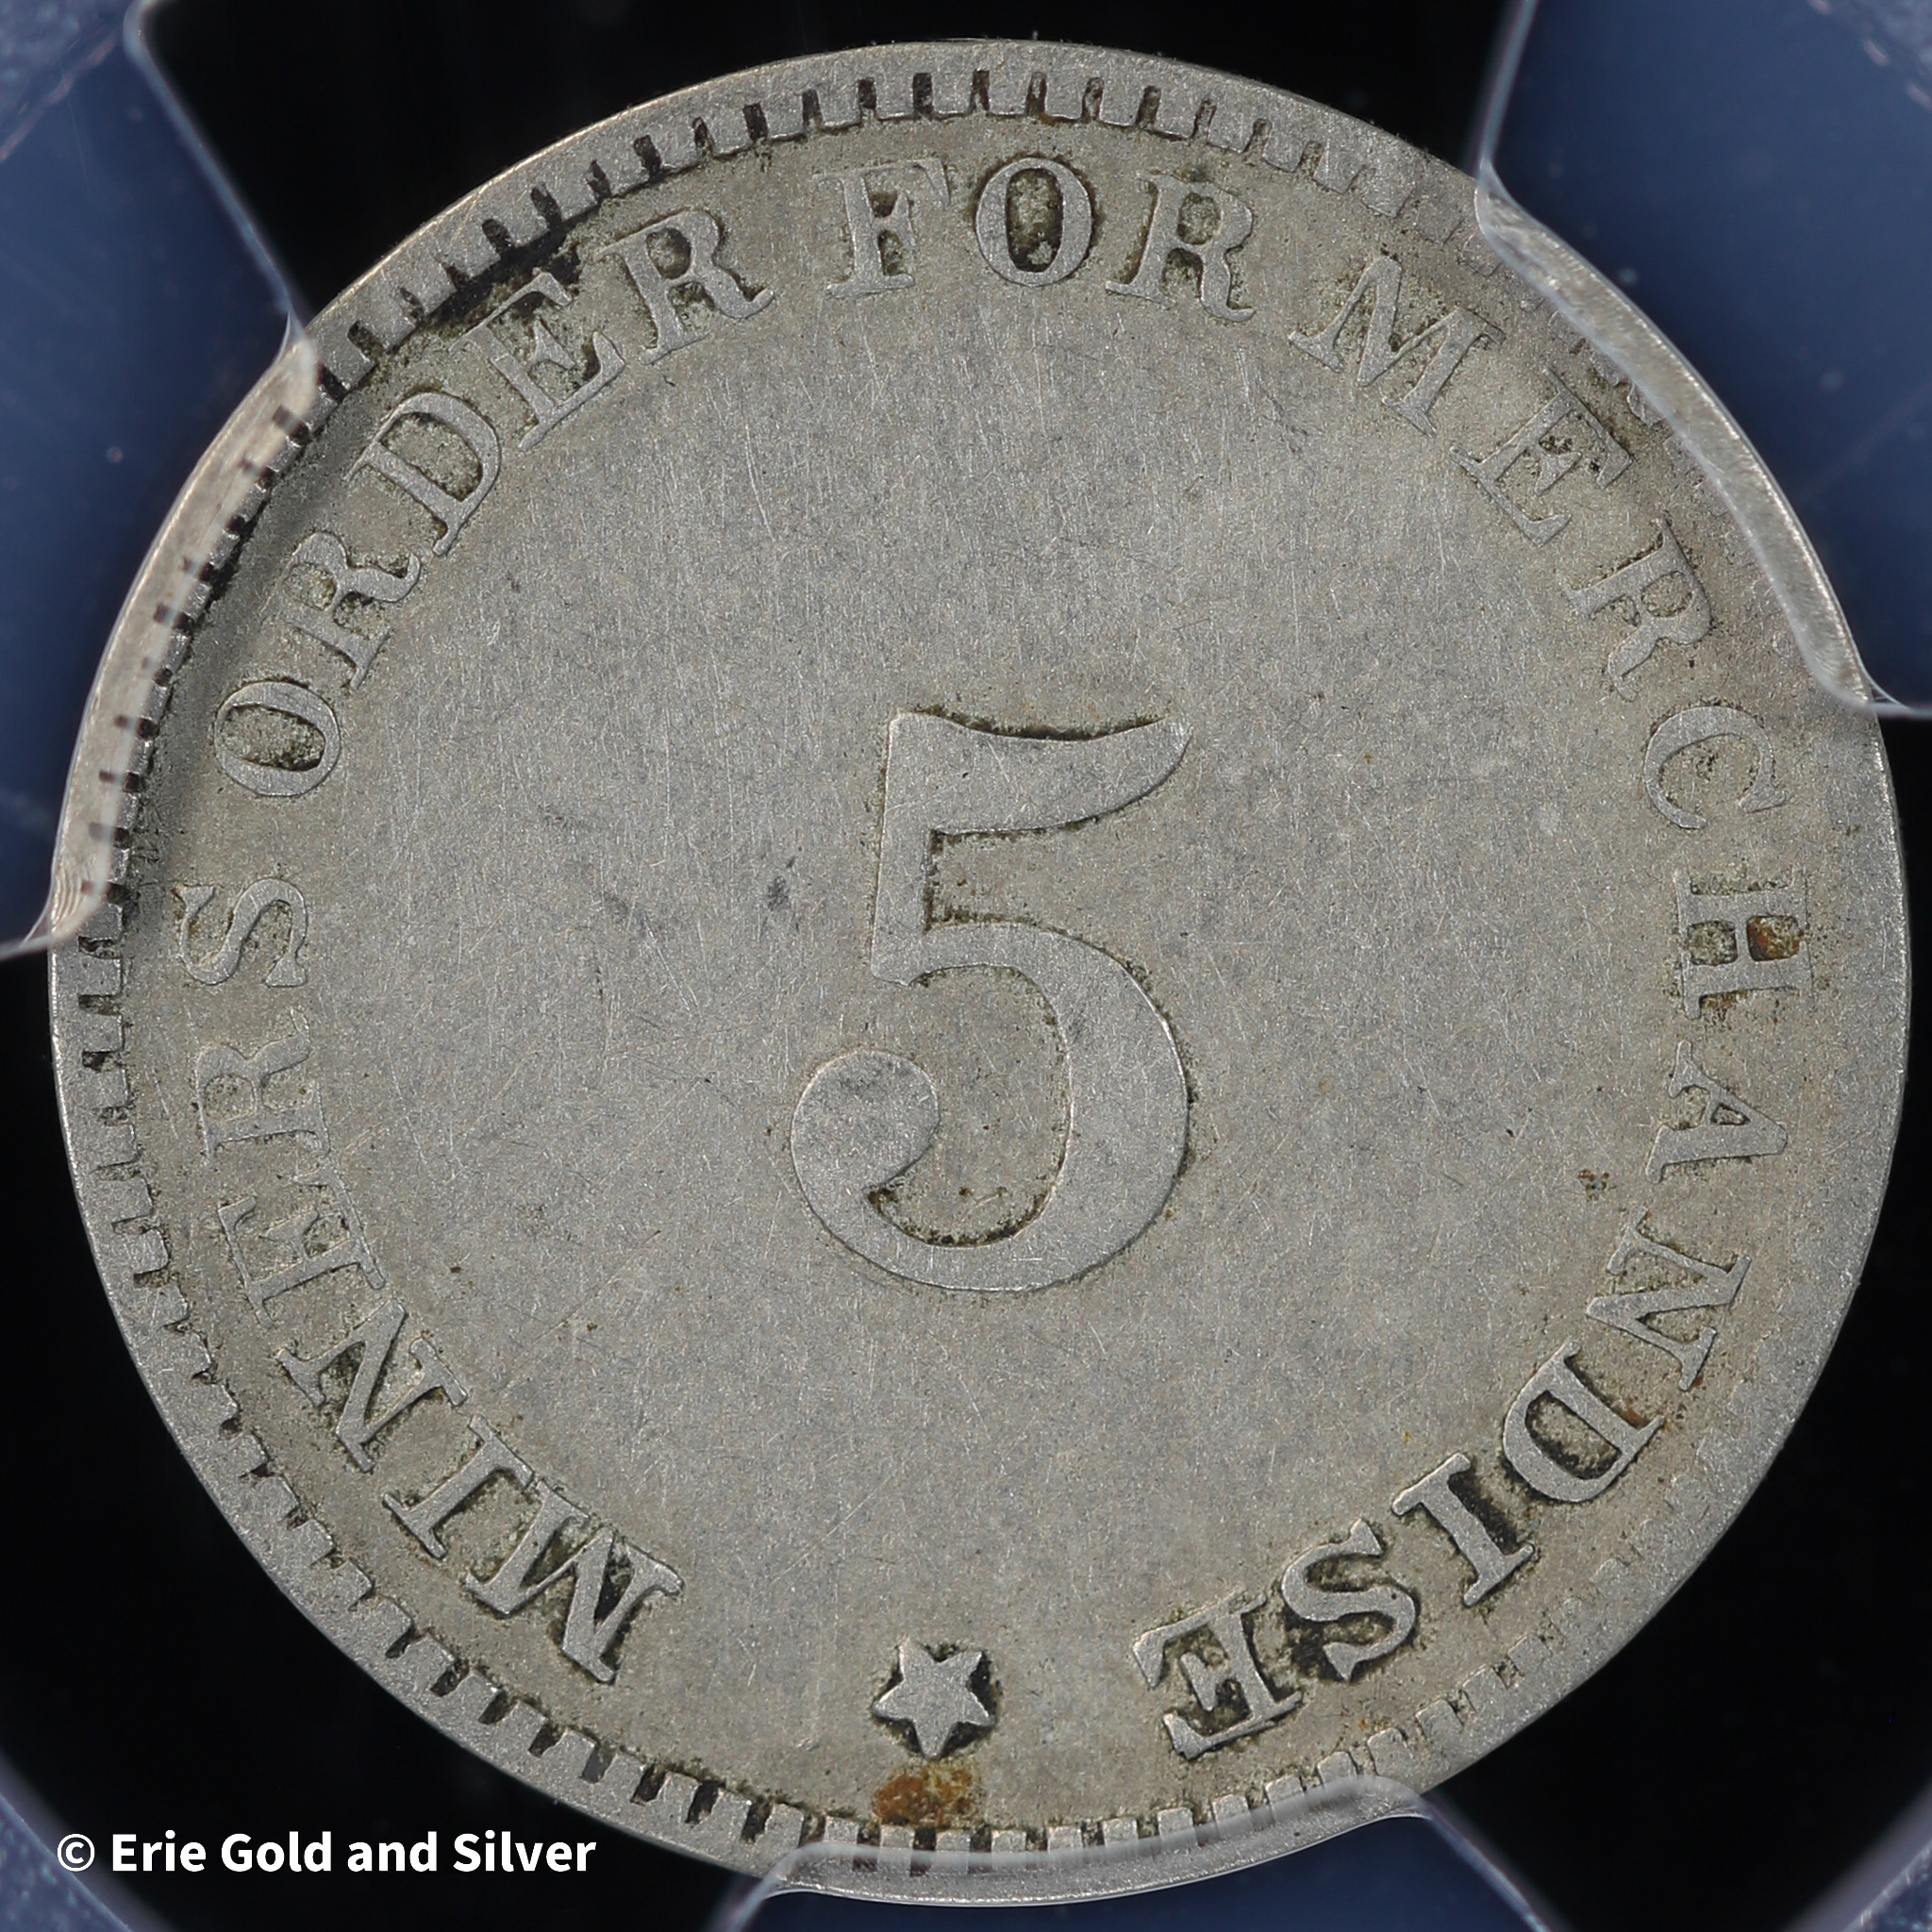 MINERS ORDER FOR MERCHANDISE
5
© Erie Gold and Silver